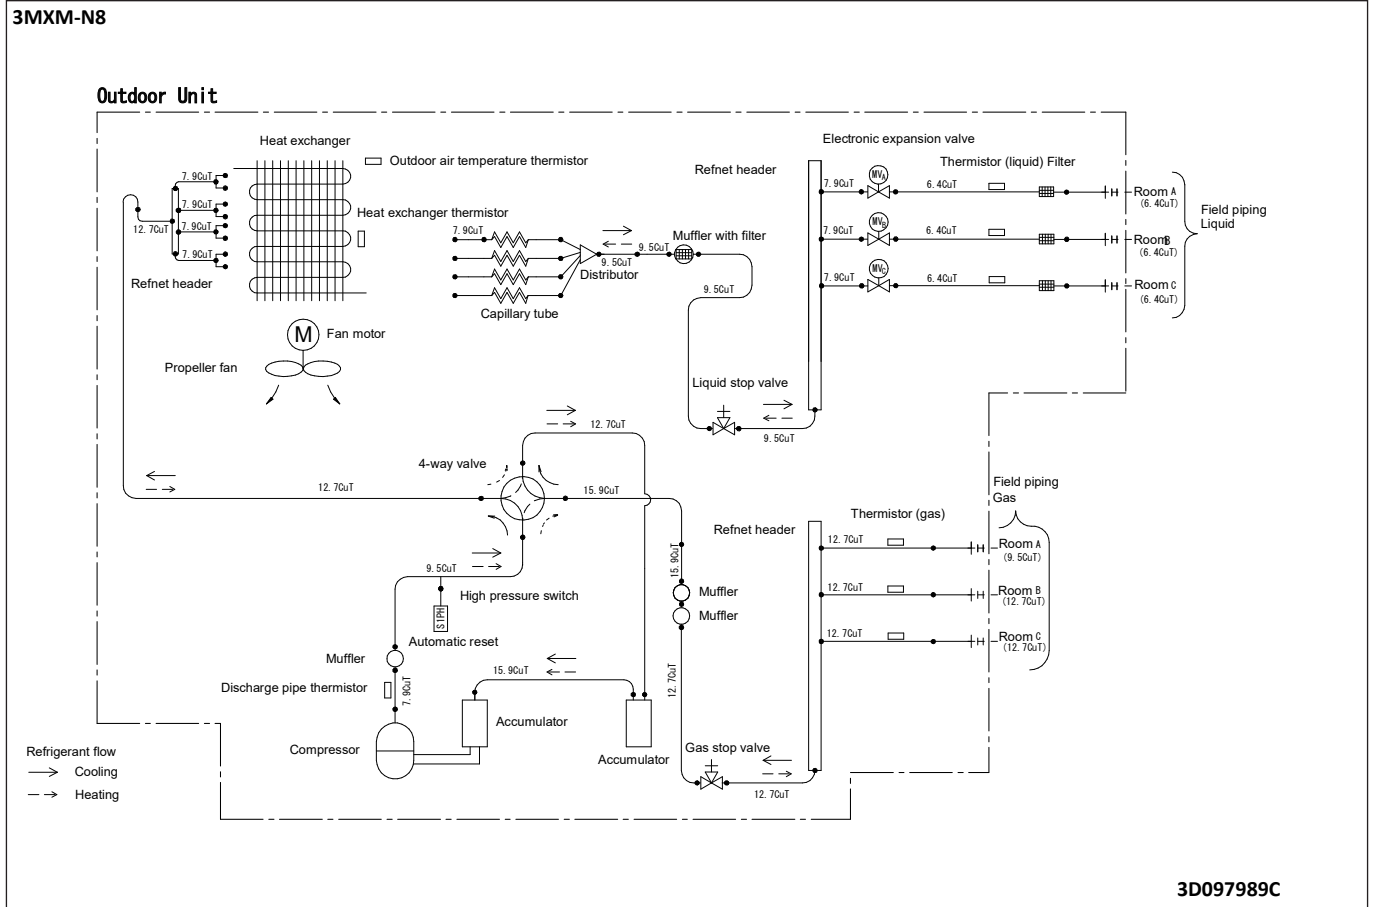 3MXM-N8
Outdoor Unit
Heat exchanger
Outdoor air temperature thermistor
Electronic expansion valve
Thermistor (liquid) Filter
Refnet header
7.9CuT
7.9CuT
7.9CuT
7.9CuT
12.7CuT
Refnet header
Heat exchanger thermistor
7.9CuT
Capillary tube
Distributor
9.5CuT
9.5CuT
Muffler with filter
9.5CuT
7.9CuT
MVA
6.4CuT
Room A
(6.4CuT)
7.9CuT
MVB
6.4CuT
Room B
(6.4CuT)
7.9CuT
MVC
6.4CuT
Room C
(6.4CuT)
Field piping
Liquid
M
Fan motor
Propeller fan
Liquid stop valve
9.5CuT
12.7CuT
4-way valve
12.7CuT
15.9CuT
9.5CuT
High pressure switch
S1PH
Automatic reset
Muffler
Discharge pipe thermistor
7.9CuT
Compressor
15.9CuT
Accumulator
Accumulator
15.9CuT
Muffler
Muffler
12.7CuT
Gas stop valve
12.7CuT
Refnet header
Thermistor (gas)
Field piping
Gas
12.7CuT
Room A
(9.5CuT)
12.7CuT
Room B
(12.7CuT)
12.7CuT
Room C
(12.7CuT)
Refrigerant flow
Cooling
Heating
3D097989C